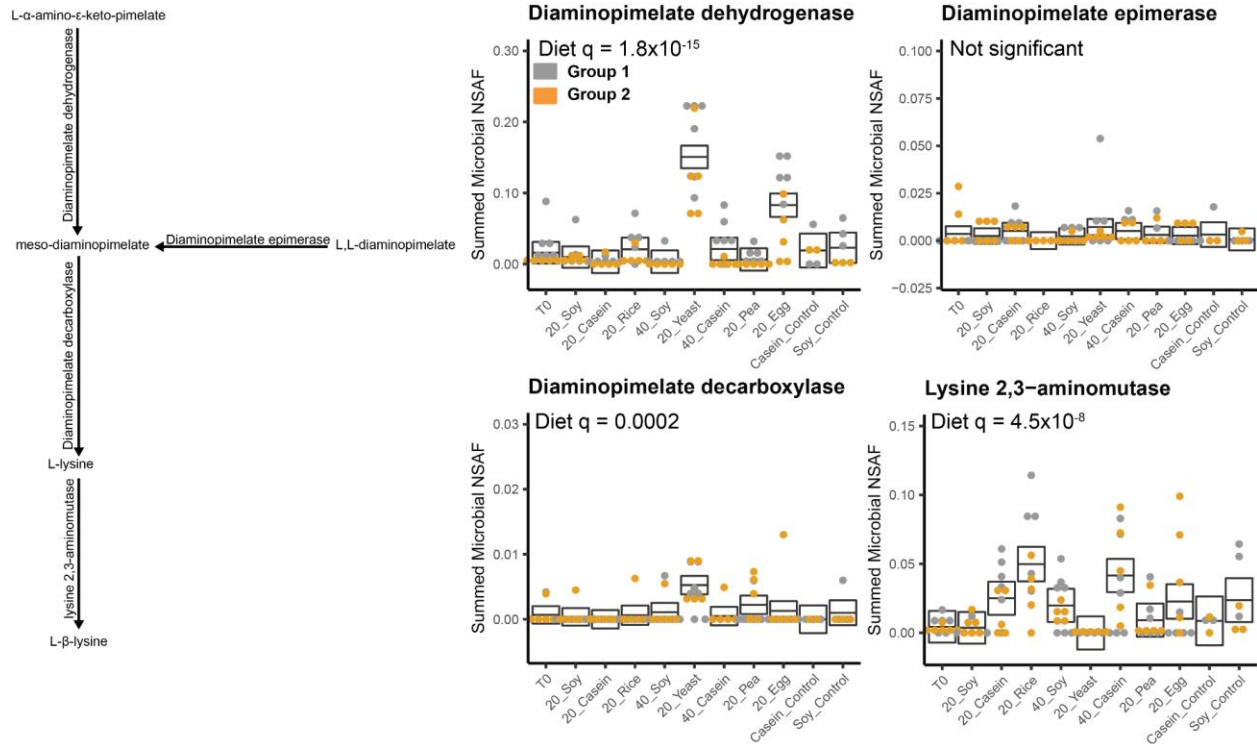 L-α-amino-ε-keto-pimelate
Diaminopimelate dehydrogenase
meso-diaminopimelate
Diaminopimelate epimerase
L,L-diaminopimelate
Diaminopimelate decarboxylase
L-lysine
lysine 2,3-aminomutase
L-β-lysine
Diaminopimelate dehydrogenase
Diet q = 1.8x10⁻¹⁵
Group 1
Group 2
Summed Microbial NSAF
0.30
0.20
0.10
0.00
T0
20_Soy
20_Casein
20_Rice
40_Soy
20_Yeast
40_Casein
20_Pea
20_Egg
Casein_Control
Soy_Control
Diaminopimelate epimerase
Not significant
Summed Microbial NSAF
0.100
0.075
0.050
0.025
0.000
−0.025
T0
20_Soy
20_Casein
20_Rice
40_Soy
20_Yeast
40_Casein
20_Pea
20_Egg
Casein_Control
Soy_Control
Diaminopimelate decarboxylase
Diet q = 0.0002
Summed Microbial NSAF
0.03
0.02
0.01
0.00
T0
20_Soy
20_Casein
20_Rice
40_Soy
20_Yeast
40_Casein
20_Pea
20_Egg
Casein_Control
Soy_Control
Lysine 2,3−aminomutase
Diet q = 4.5x10⁻⁸
Summed Microbial NSAF
0.15
0.10
0.05
0.00
T0
20_Soy
20_Casein
20_Rice
40_Soy
20_Yeast
40_Casein
20_Pea
20_Egg
Casein_Control
Soy_Control